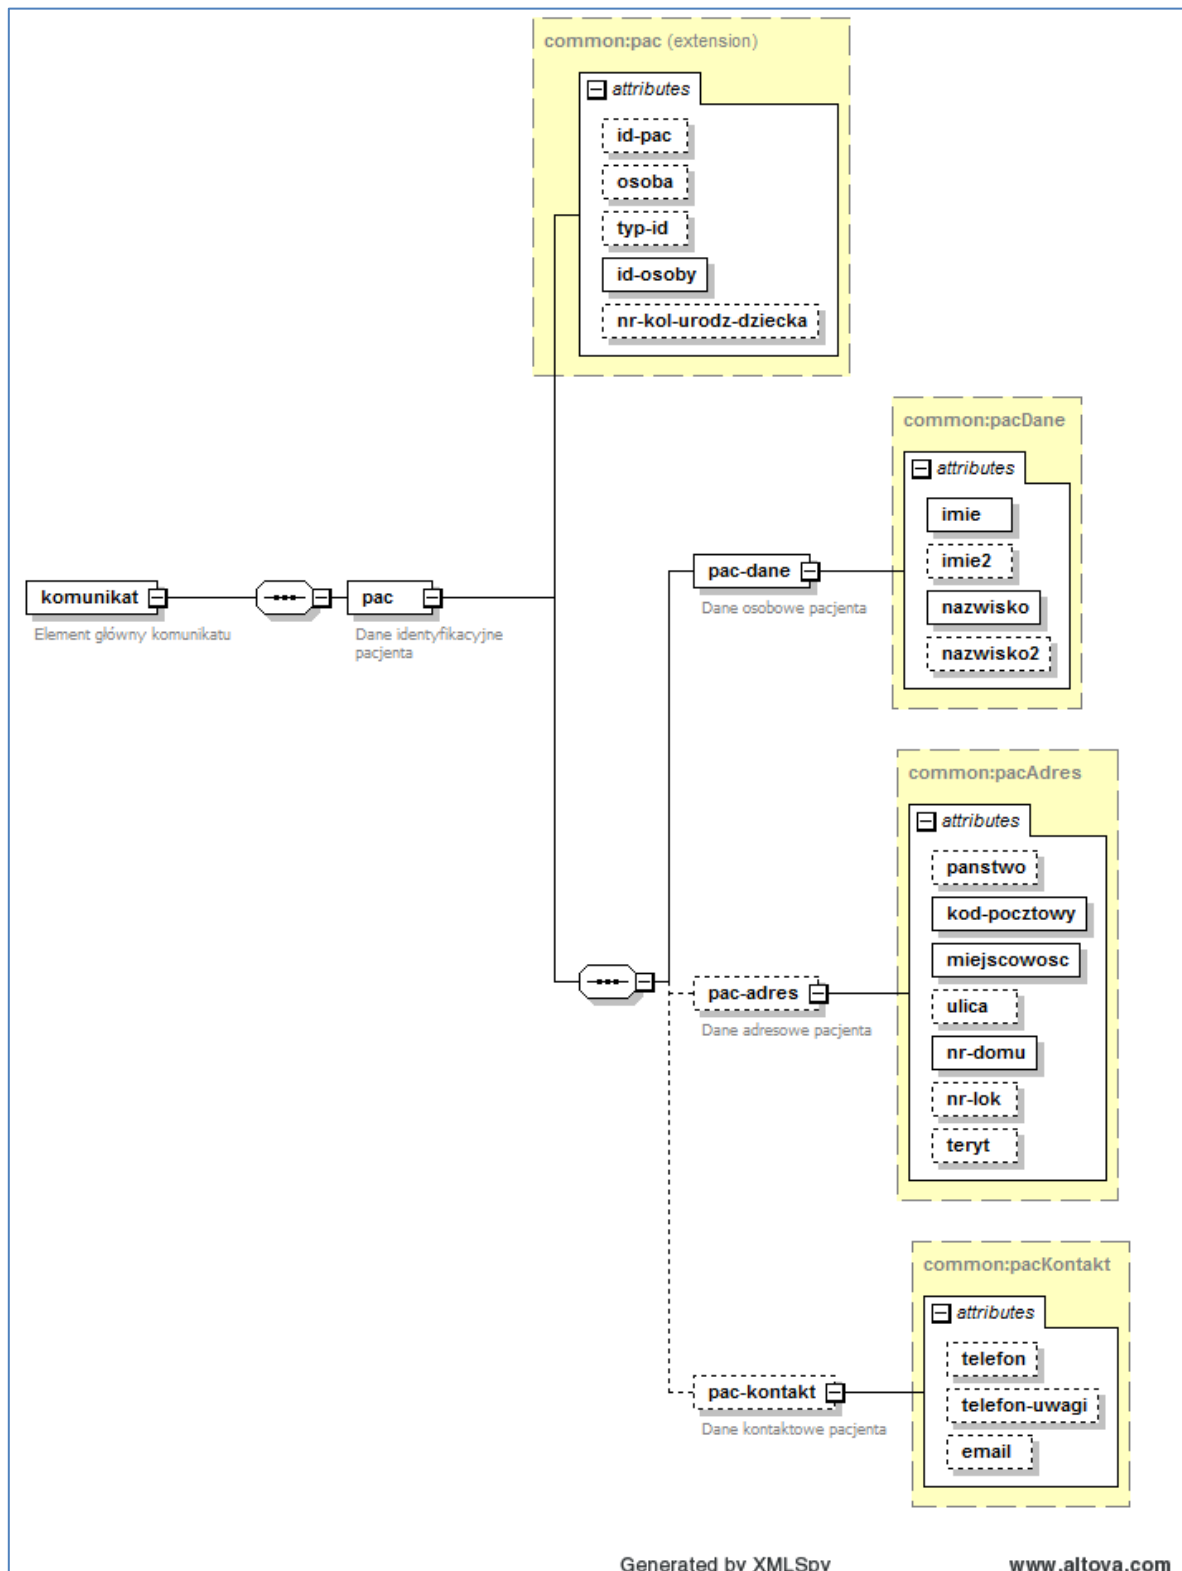 common:pac (extension)
attributes
id-pac
osoba
typ-id
id-osoby
nr-kol-urodz-dziecka
common:pacDane
attributes
imie
imie2
nazwisko
nazwisko2
pac-dane
Dane osobowe pacjenta
komunikat
Element główny komunikatu
pac
Dane identyfikacyjne
pacjenta
common:pacAdres
attributes
panstwo
kod-pocztowy
miejscowosc
ulica
nr-domu
nr-lok
teryt
pac-adres
Dane adresowe pacjenta
common:pacKontakt
attributes
telefon
telefon-uwagi
email
pac-kontakt
Dane kontaktowe pacjenta
Generated by XMLSpy
www.altova.com